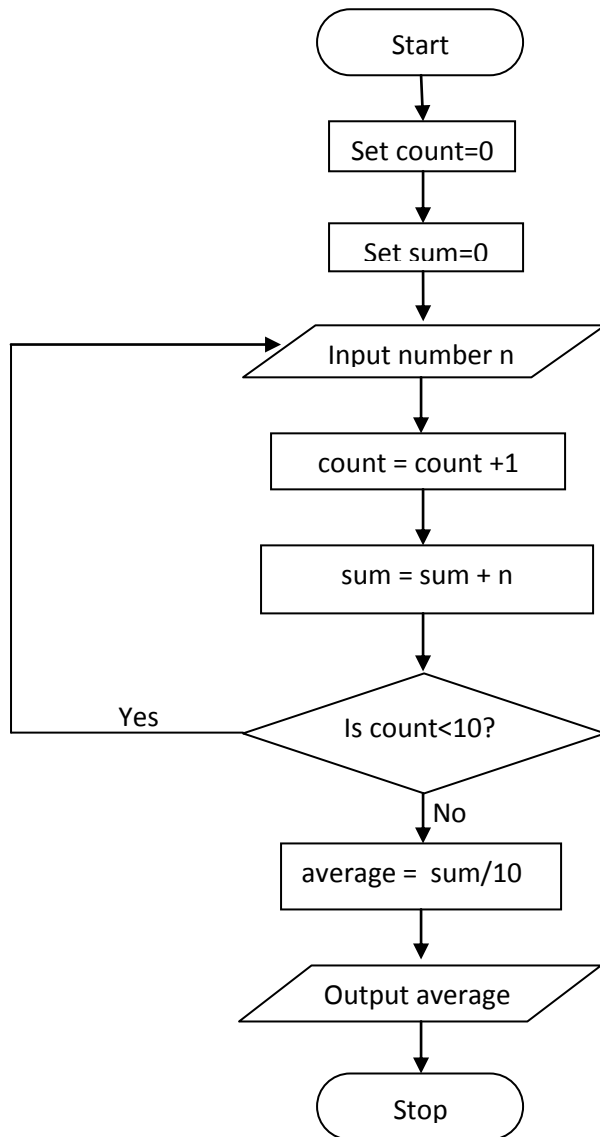 Start
Set count=0
Set sum=0
Input number n
count = count +1
sum = sum + n
Is count<10?
Yes
No
average =  sum/10
Output average
Stop